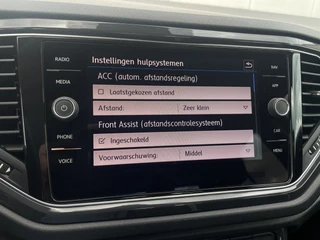 RADIO
MEDIA
PHONE
VOICE
Instellingen hulpsystemen
ACC (autom. afstandsregeling)
Laatstgekozen afstand
Afstand: Zeer klein
Front Assist (afstandscontrolesysteem)
Ingeschakeld
Voorwaarschuwing: Middel
NAV
APP
CAR
MENU